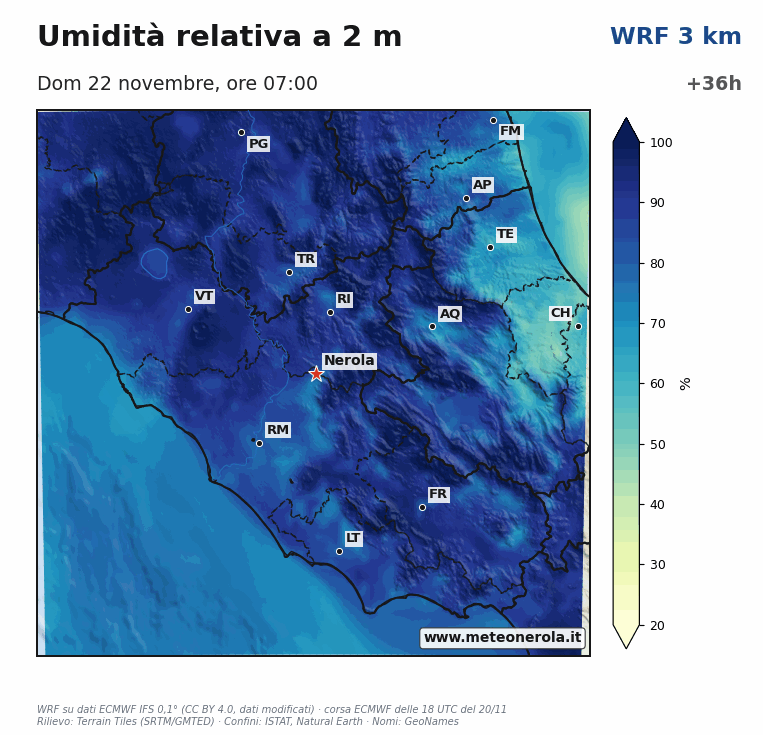 Umidità relativa a 2 m
WRF 3 km
Dom 22 novembre, ore 07:00
+36h
FM
PG
AP
TE
TR
VT
RI
AQ
CH
Nerola
RM
FR
LT
www.meteonerola.it
100
90
80
70
60
50
40
30
20
%
WRF su dati ECMWF IFS 0,1° (CC BY 4.0, dati modificati) · corsa ECMWF delle 18 UTC del 20/11
Rilievo: Terrain Tiles (SRTM/GMTED) · Confini: ISTAT, Natural Earth · Nomi: GeoNames